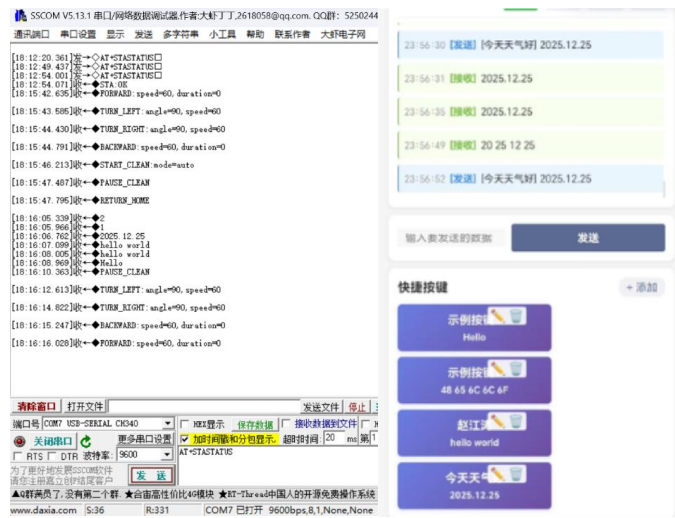 SSCOM V5.13.1 串口/网络数据调试器,作者:大虾丁丁,2618058@qq.com. QQ群: 5250244
通讯端口 串口设置 显示 发送 多字符串 小工具 帮助 联系作者 大虾电子网
[18:12:20.361]发→◇AT+STASTATUS□
[18:12:49.437]发→◇AT+STASTATUS□
[18:12:54.001]发→◇AT+STASTATUS□
[18:12:54.071]收←◆STA:OK
[18:15:42.635]收←◆FORWARD:speed=60,duration=0
[18:15:43.585]收←◆TURN_LEFT:angle=90,speed=60
[18:15:44.430]收←◆TURN_RIGHT:angle=90,speed=60
[18:15:44.791]收←◆BACKWARD:speed=60,duration=0
[18:15:46.213]收←◆START_CLEAN:mode=auto
[18:15:47.487]收←◆PAUSE_CLEAN
[18:15:47.795]收←◆RETURN_HOME
[18:16:05.339]收←◆2
[18:16:05.966]收←◆1
[18:16:06.762]收←◆2025.12.25
[18:16:07.099]收←◆hello world
[18:16:08.005]收←◆hello world
[18:16:08.969]收←◆Hello
[18:16:10.363]收←◆PAUSE_CLEAN
[18:16:12.613]收←◆TURN_LEFT:angle=90,speed=60
[18:16:14.822]收←◆TURN_RIGHT:angle=90,speed=60
[18:16:15.247]收←◆BACKWARD:speed=60,duration=0
[18:16:16.028]收←◆FORWARD:speed=60,duration=0
清除窗口 打开文件 发送文件 停止
端口号 COM7 USB-SERIAL CH340 HEX显示 保存数据 接收数据到文件
关闭串口 更多串口设置 加时间戳和分包显示. 超时时间: 20 ms 第1
RTS DTR 波特率: 9600 AT+STASTATUS
为了更好地发展SSCOM软件
请您注册嘉立创F结尾客户
发 送
▲Q群满员了,没有第二个群. ★合宙高性价比4G模块 ★RT-Thread中国人的开源免费操作系统
www.daxia.com S:36 R:331 COM7 已打开 9600bps,8,1,None,None
23:56:30 [发送] [今天天气好] 2025.12.25
23:56:31 [接收] 2025.12.25
23:56:35 [接收] 2025.12.25
23:56:49 [接收] 20 25 12 25
23:56:52 [发送] [今天天气好] 2025.12.25
输入要发送的数据 发送
快捷按键 + 添加
示例按
Hello
示例按
48 65 6C 6C 6F
赵江
hello world
今天天
2025.12.25